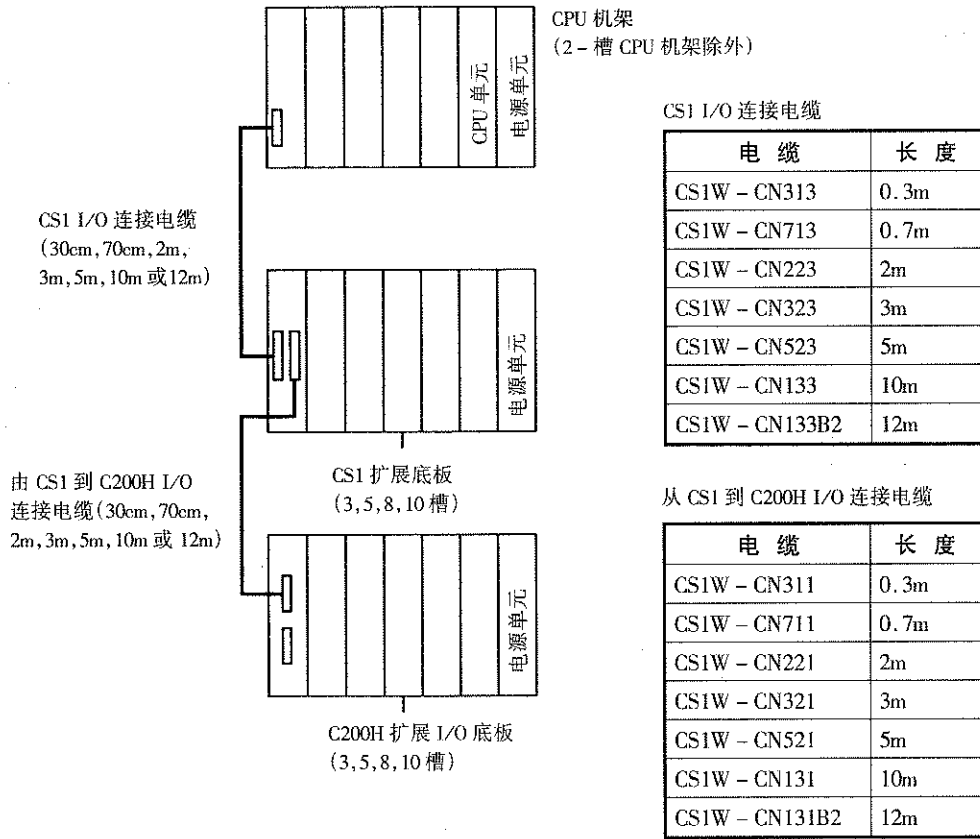 CPU 机架
(2-槽 CPU 机架除外)
CPU 单元
电源单元
CS1 I/O 连接电缆
(30cm,70cm,2m,
3m,5m,10m 或12m)
电源单元
CS1 扩展底板
(3,5,8,10 槽)
由 CS1 到 C200H I/O
连接电缆(30cm,70cm,
2m,3m,5m,10m 或 12m)
电源单元
C200H 扩展 I/O 底板
(3,5,8,10 槽)
CS1 I/O 连接电缆
电 缆 长 度
CS1W-CN313 0.3m
CS1W-CN713 0.7m
CS1W-CN223 2m
CS1W-CN323 3m
CS1W-CN523 5m
CS1W-CN133 10m
CS1W-CN133B2 12m
从 CS1 到 C200H I/O 连接电缆
电 缆 长 度
CS1W-CN311 0.3m
CS1W-CN711 0.7m
CS1W-CN221 2m
CS1W-CN321 3m
CS1W-CN521 5m
CS1W-CN131 10m
CS1W-CN131B2 12m